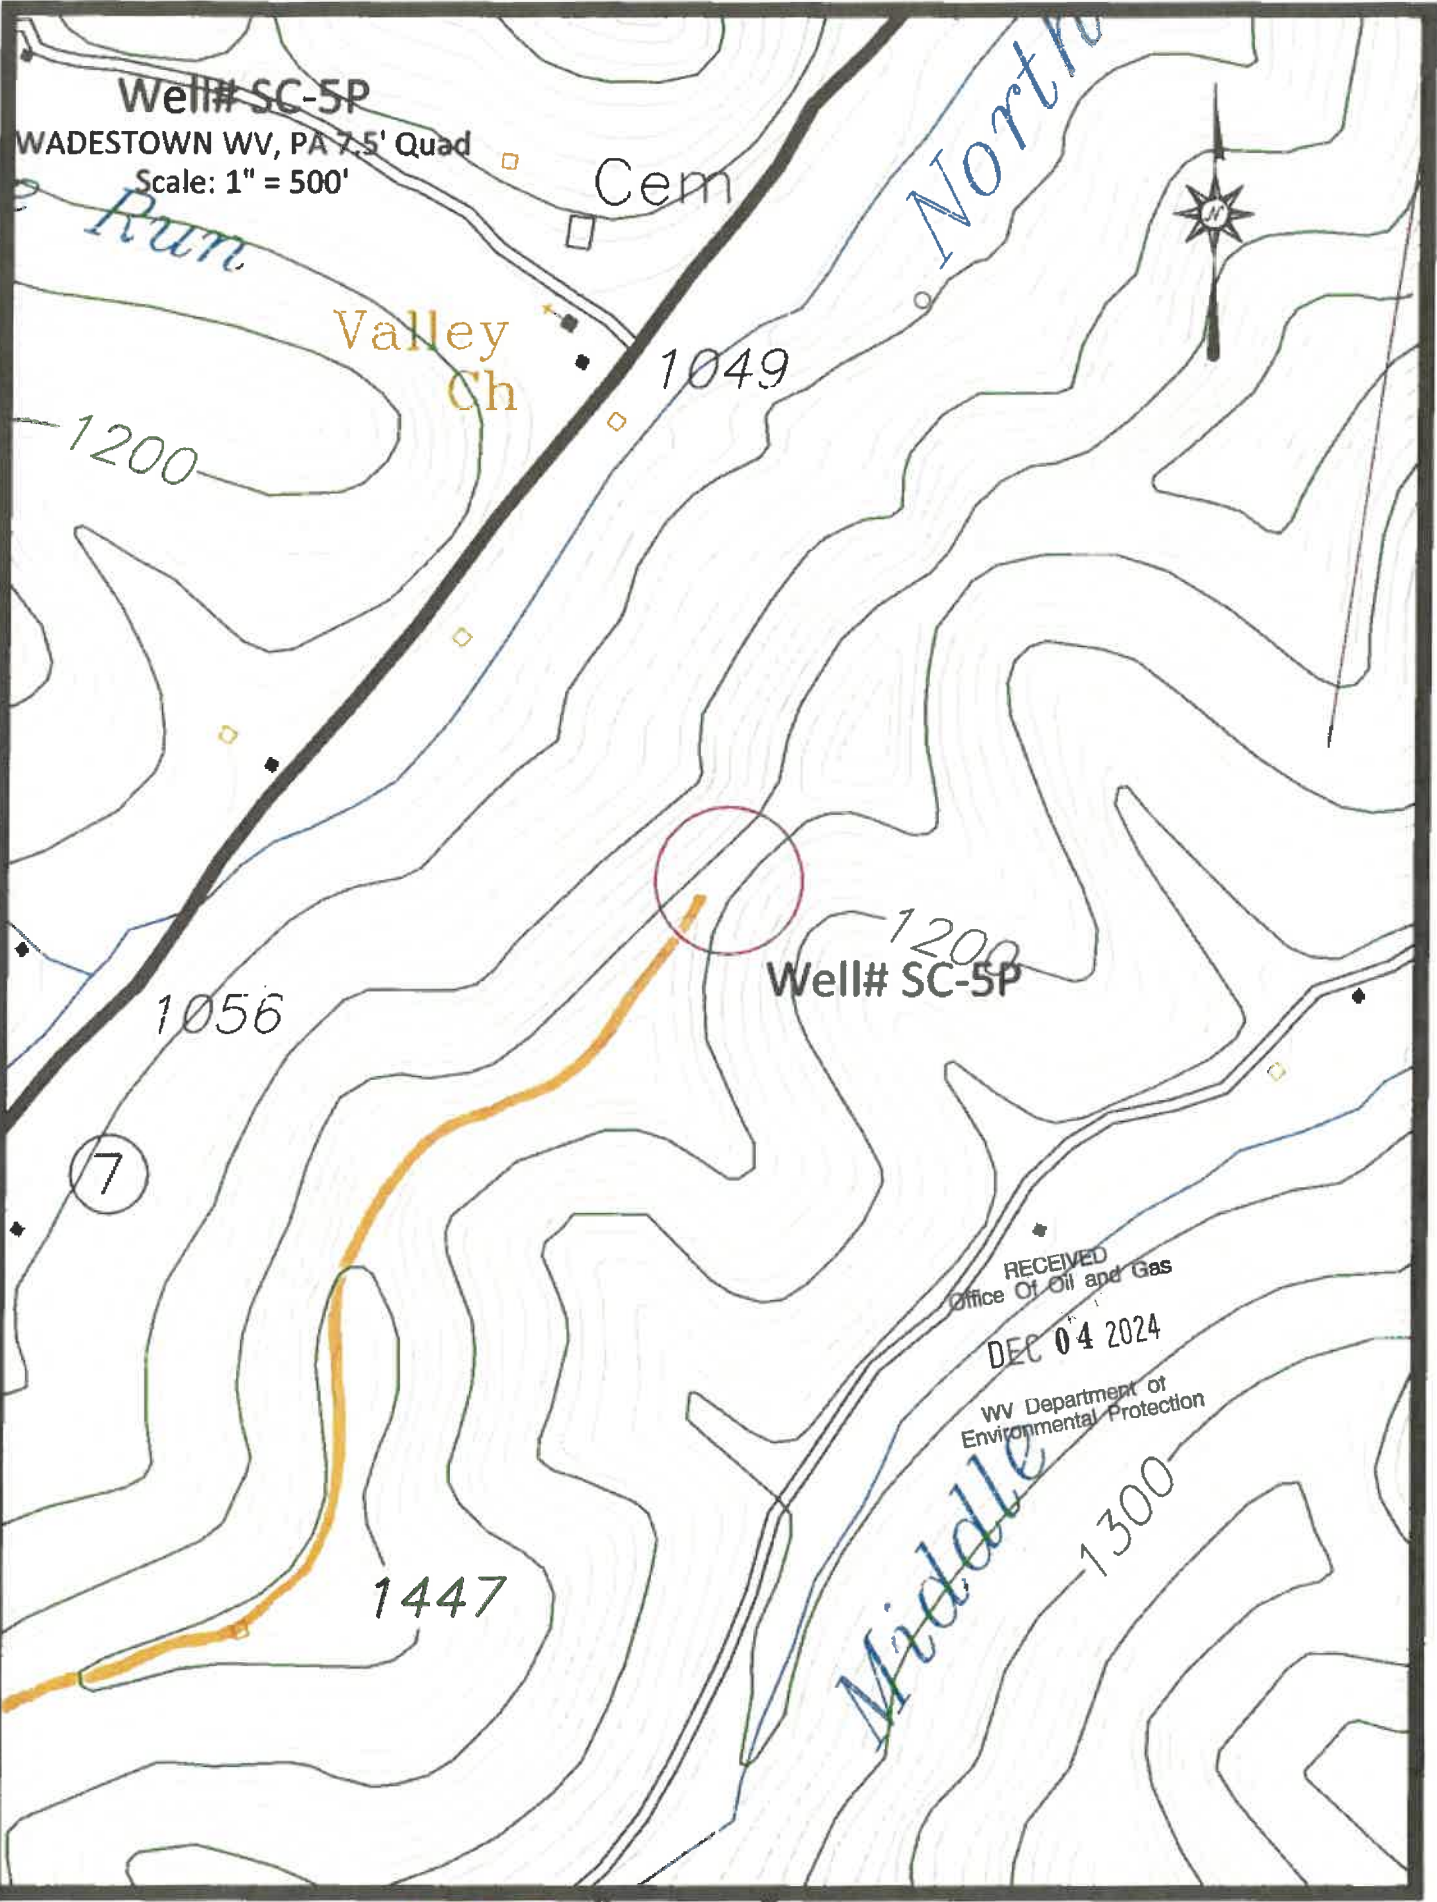 Well# SC-5P
WADESTOWN WV, PA 7.5' Quad
Scale: 1" = 500'
Run
Cem
North
N
Valley
Ch
1049
1200
1200
Well# SC-5P
1056
7
RECEIVED
Office Of Oil and Gas
DEC 04 2024
WV Department of
Environmental Protection
Middle
1300
1447